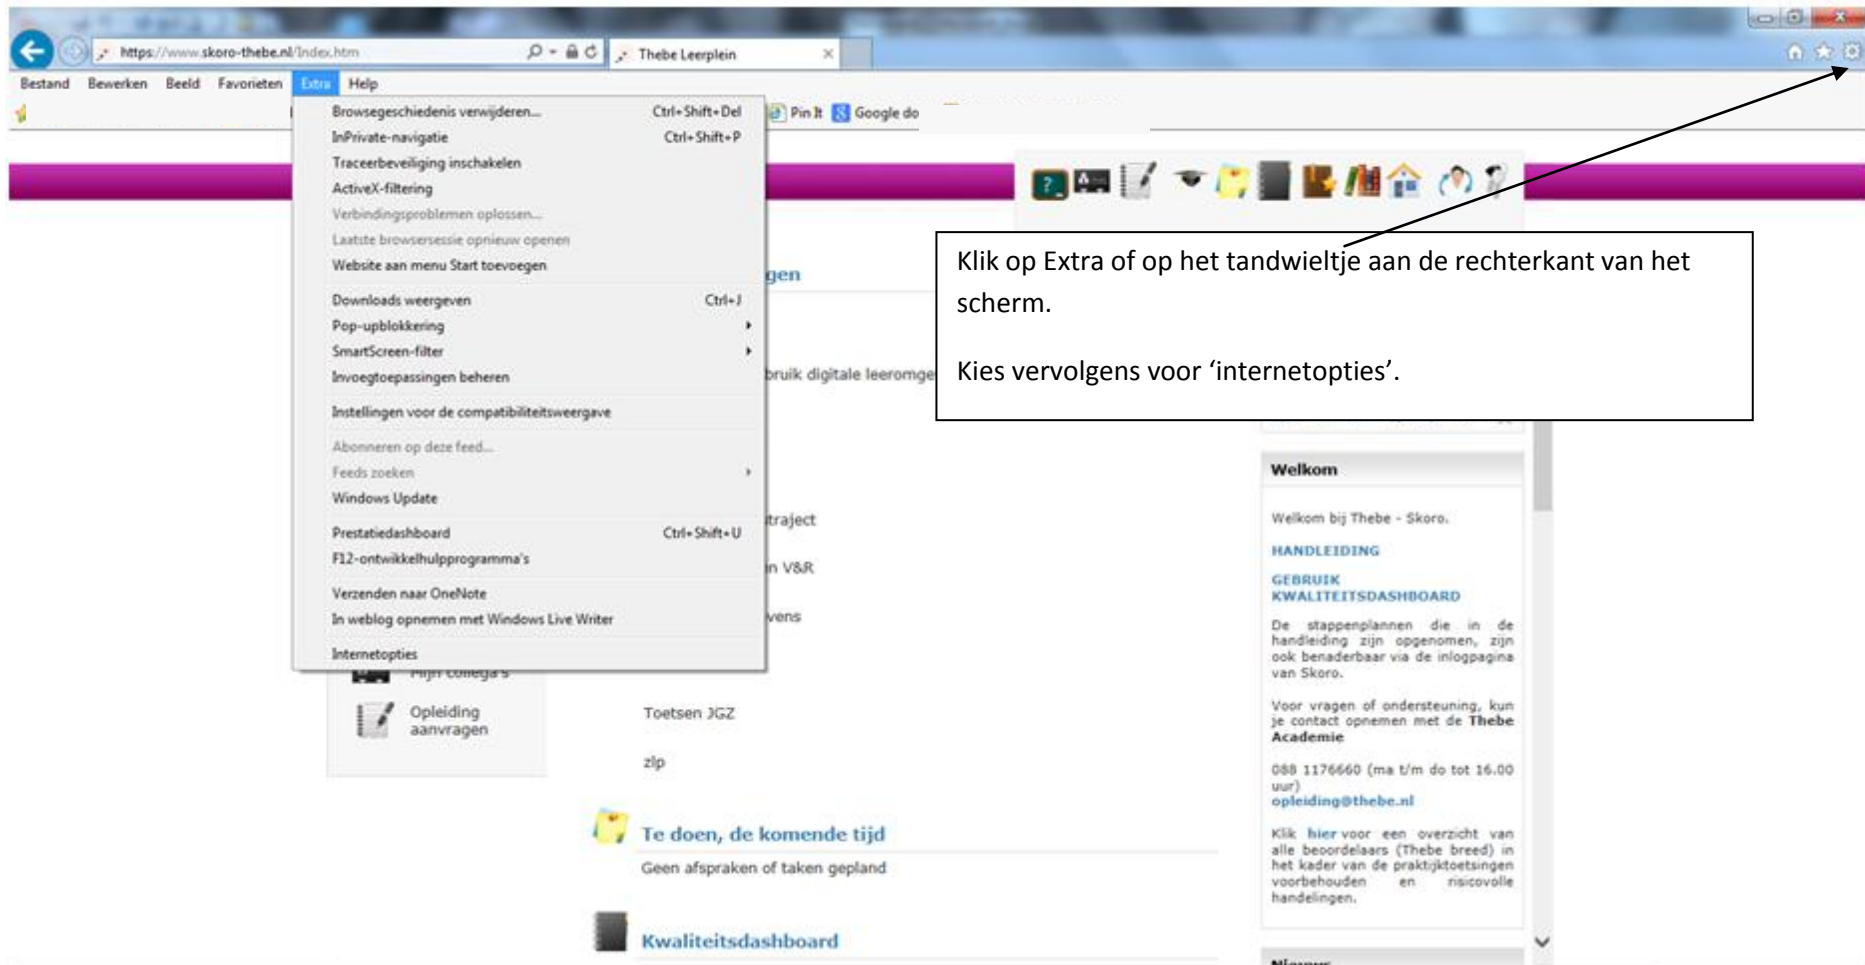 https://www.skoro-thebe.nl/Index.htm
Thebe Leerplein
Bestand Bewerken Beeld Favorieten Extra Help
Pin It Google do
Browsegeschiedenis verwijderen... Ctrl+Shift+Del
InPrivate-navigatie Ctrl+Shift+P
Traceerbeveiliging inschakelen
ActiveX-filtering
Verbindingsproblemen oplossen...
Laatste browsersessie opnieuw openen
Website aan menu Start toevoegen
Downloads weergeven Ctrl+J
Pop-upblokkering
SmartScreen-filter
Invoegtoepassingen beheren
Instellingen voor de compatibiliteitsweergave
Abonneren op deze feed...
Feeds zoeken
Windows Update
Prestatiedashboard Ctrl+Shift+U
F12-ontwikkelhulpprogramma's
Verzenden naar OneNote
In weblog opnemen met Windows Live Writer
Internetopties
Klik op Extra of op het tandwieltje aan de rechterkant van het
scherm.
Kies vervolgens voor ‘internetopties’.
gen
bruik digitale leeromge
traject
in V&R
vens
Mijn collega's
Opleiding
aanvragen
Toetsen JGZ
zlp
Te doen, de komende tijd
Geen afspraken of taken gepland
Kwaliteitsdashboard
Welkom
Welkom bij Thebe - Skoro.
HANDLEIDING
GEBRUIK
KWALITEITSDASHBOARD
De stappenplannen die in de
handleiding zijn opgenomen, zijn
ook benaderbaar via de inlogpagina
van Skoro.
Voor vragen of ondersteuning, kun
je contact opnemen met de Thebe
Academie
088 1176660 (ma t/m do tot 16.00
uur)
opleiding@thebe.nl
Klik hier voor een overzicht van
alle beoordelaars (Thebe breed) in
het kader van de praktijktoetsingen
voorbehouden en risicovolle
handelingen.
Nieuws